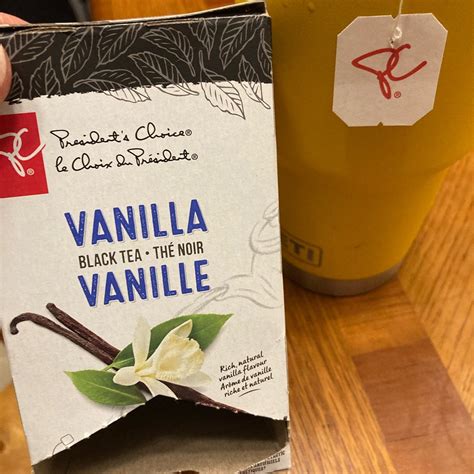 PC®
President's Choice®
le Choix du Président®
VANILLA
BLACK TEA • THÉ NOIR
VANILLE
Rich, natural
vanilla flavour
Arôme de vanille
riche et naturel
PC®
YETI